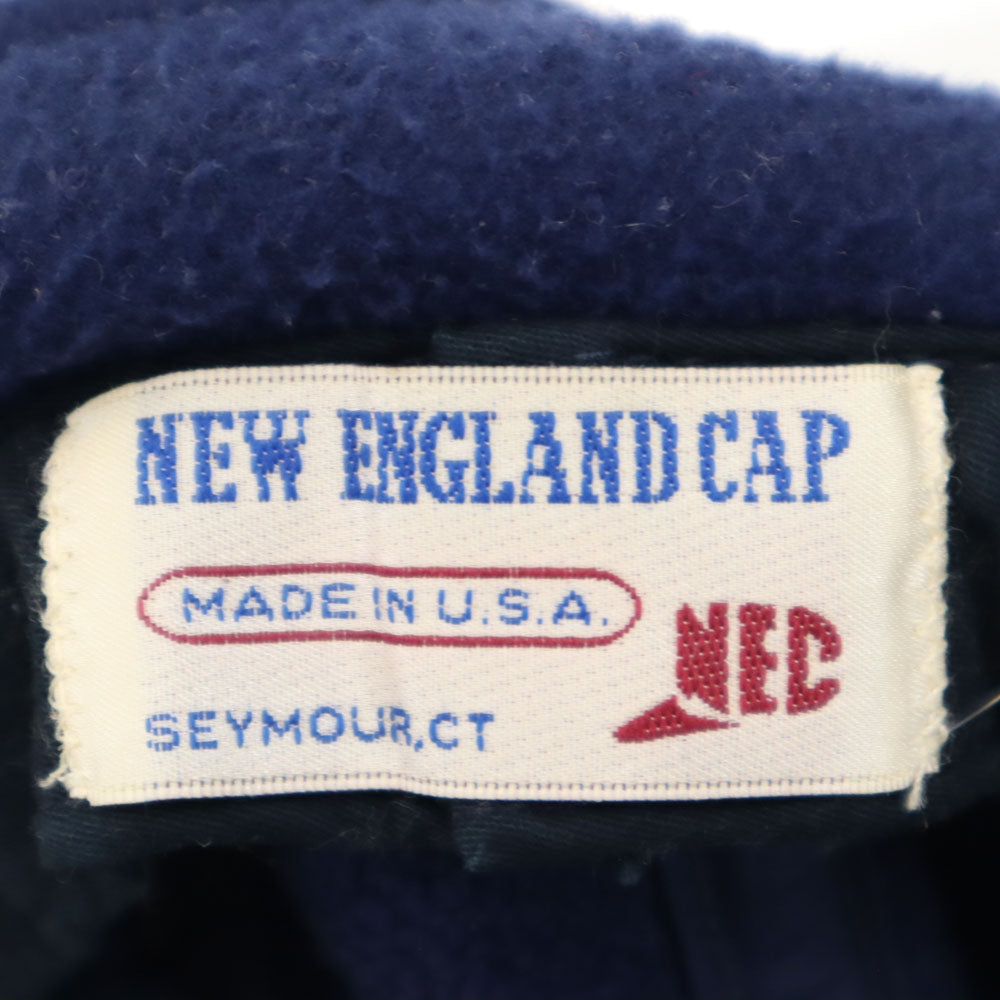 NEW ENGLAND CAP
MADE IN U.S.A.
NEC
SEYMOUR, CT